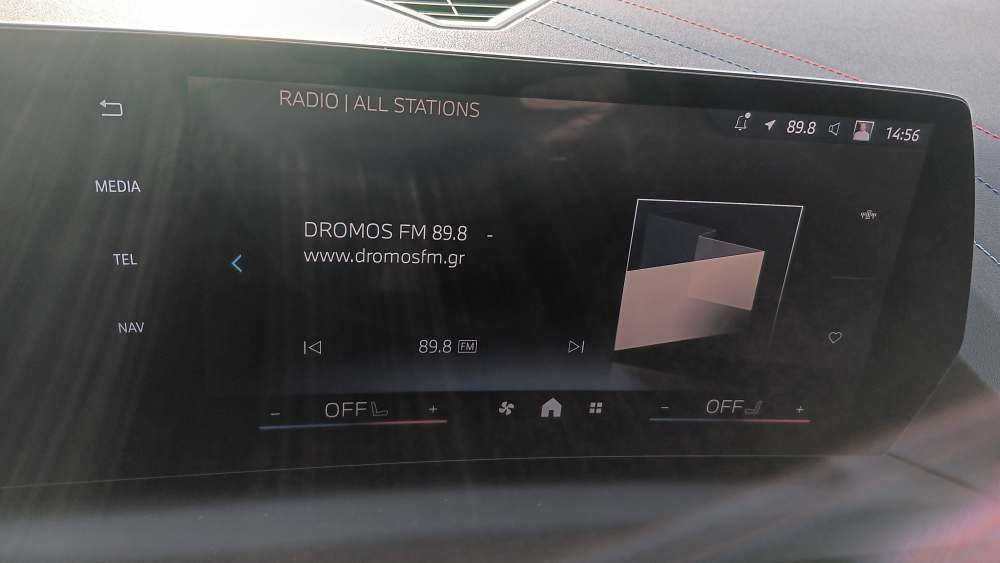 RADIO | ALL STATIONS
89.8 14:56
MEDIA
TEL
NAV
DROMOS FM 89.8 -
www.dromosfm.gr
89.8 FM
- OFF +
- OFF +